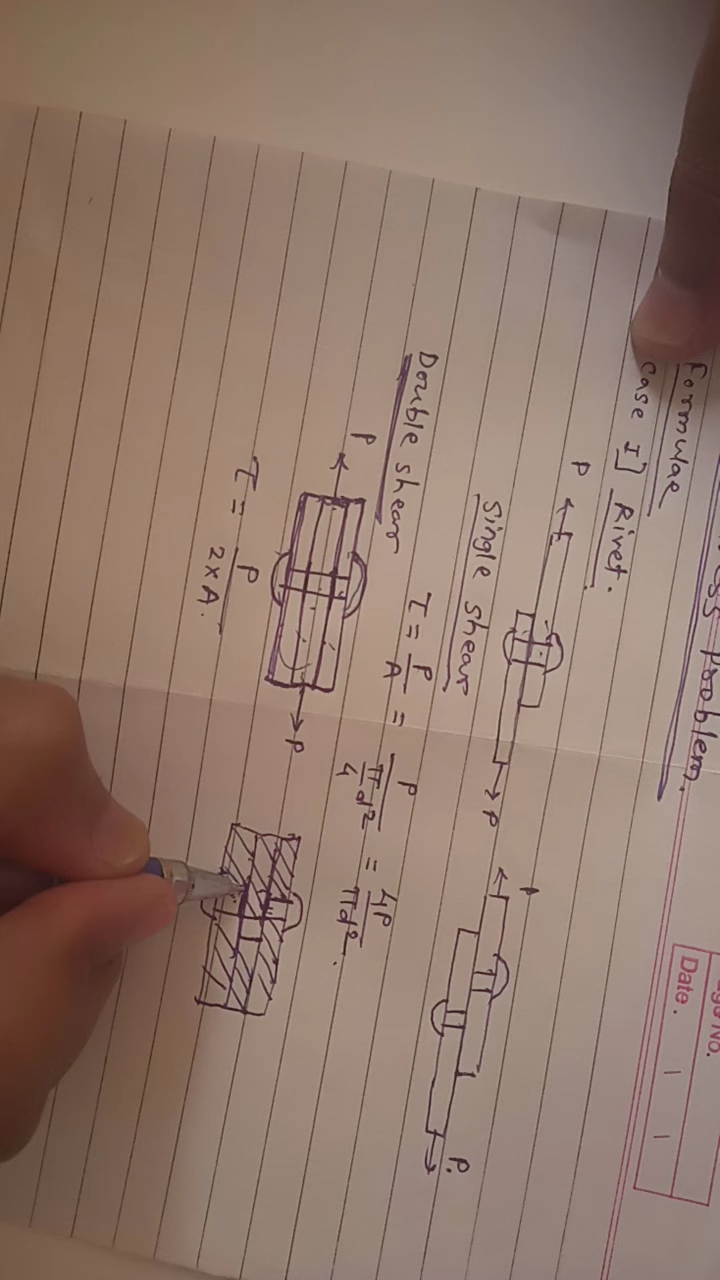 Problem.
Date.
Formulae
Case I] Rivet.
P
P
P
P.
Single shear
τ = P/A = P/(π/4 d²) = 4P/πd².
Double shear
P
P
τ = P/(2×A).